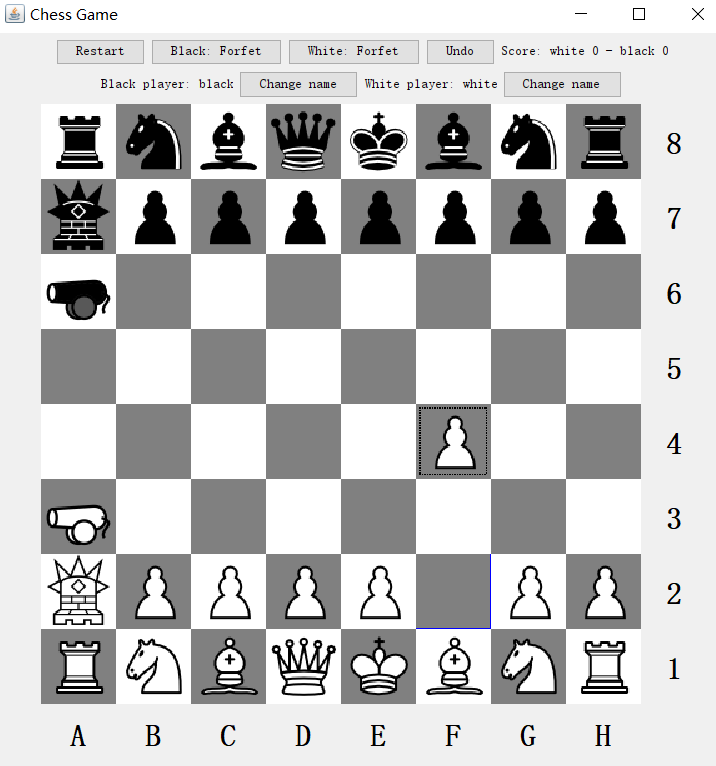 Chess Game
Restart Black: Forfet White: Forfet Undo Score: white 0 - black 0
Black player: black Change name White player: white Change name
8
7
6
5
4
3
2
1
A B C D E F G H